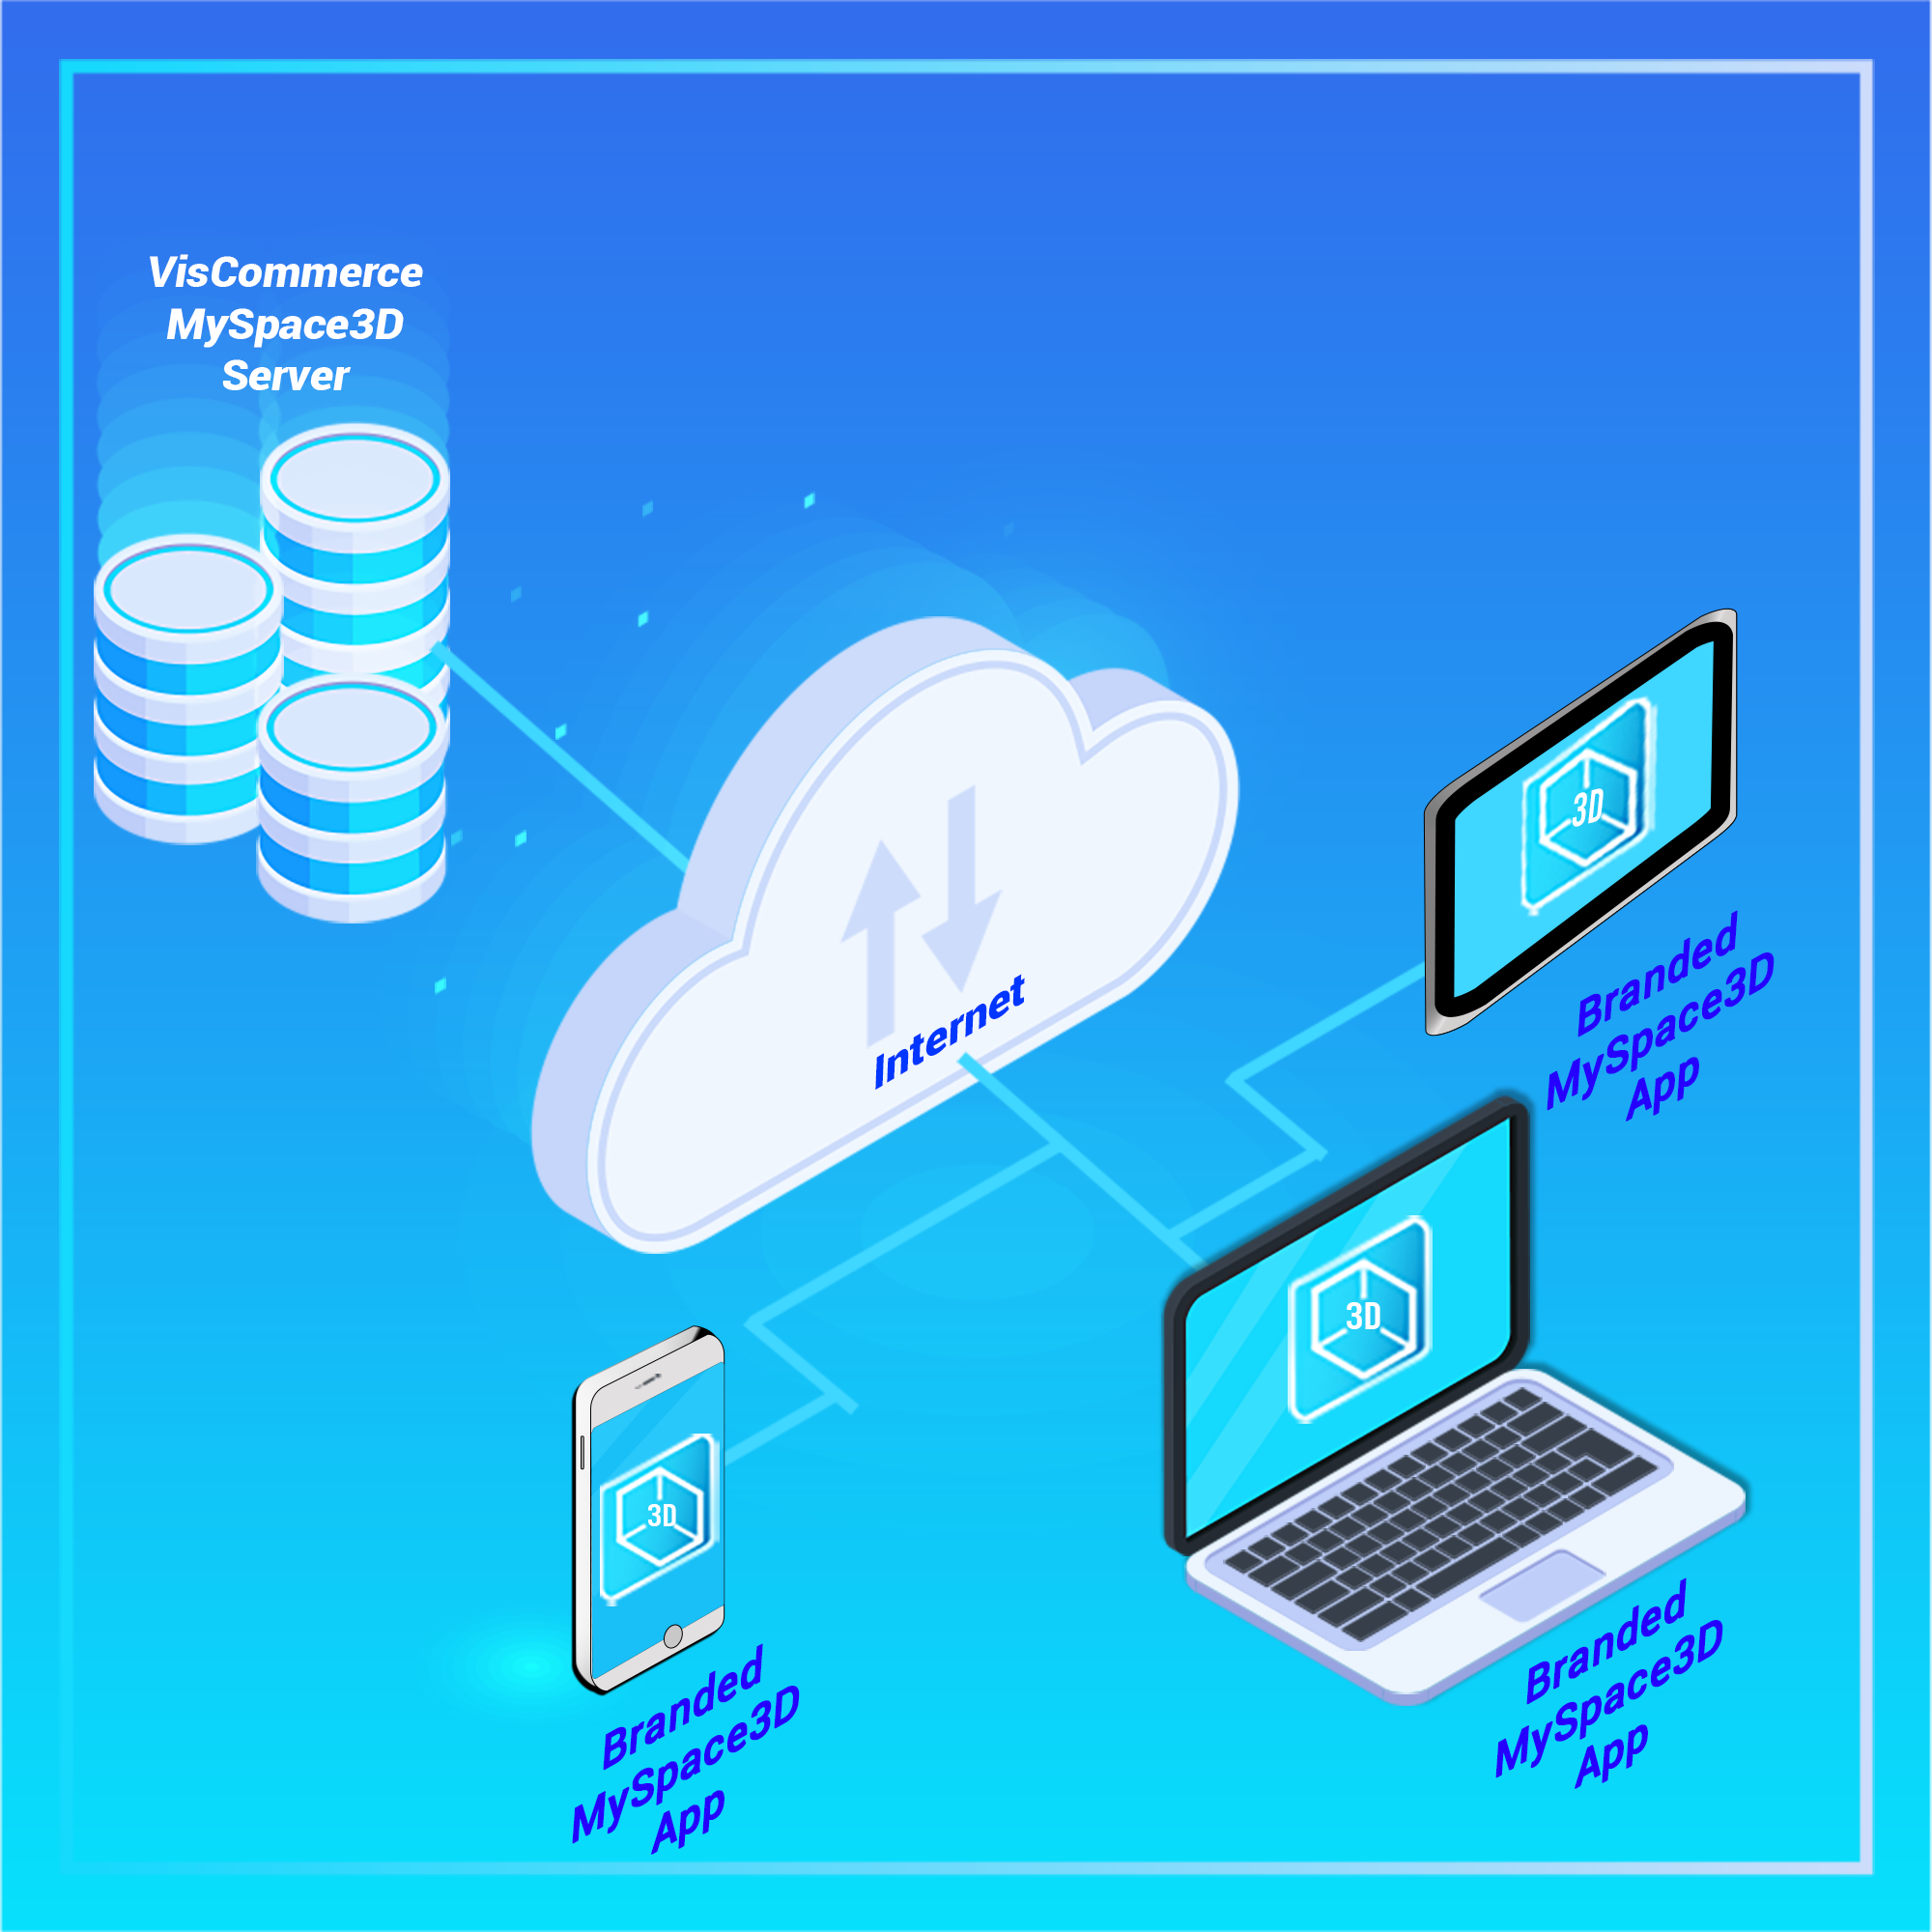 VisCommerce
MySpace3D
Server
3D
Branded
MySpace3D
App
Internet
3D
Branded
MySpace3D
App
3D
Branded
MySpace3D
App